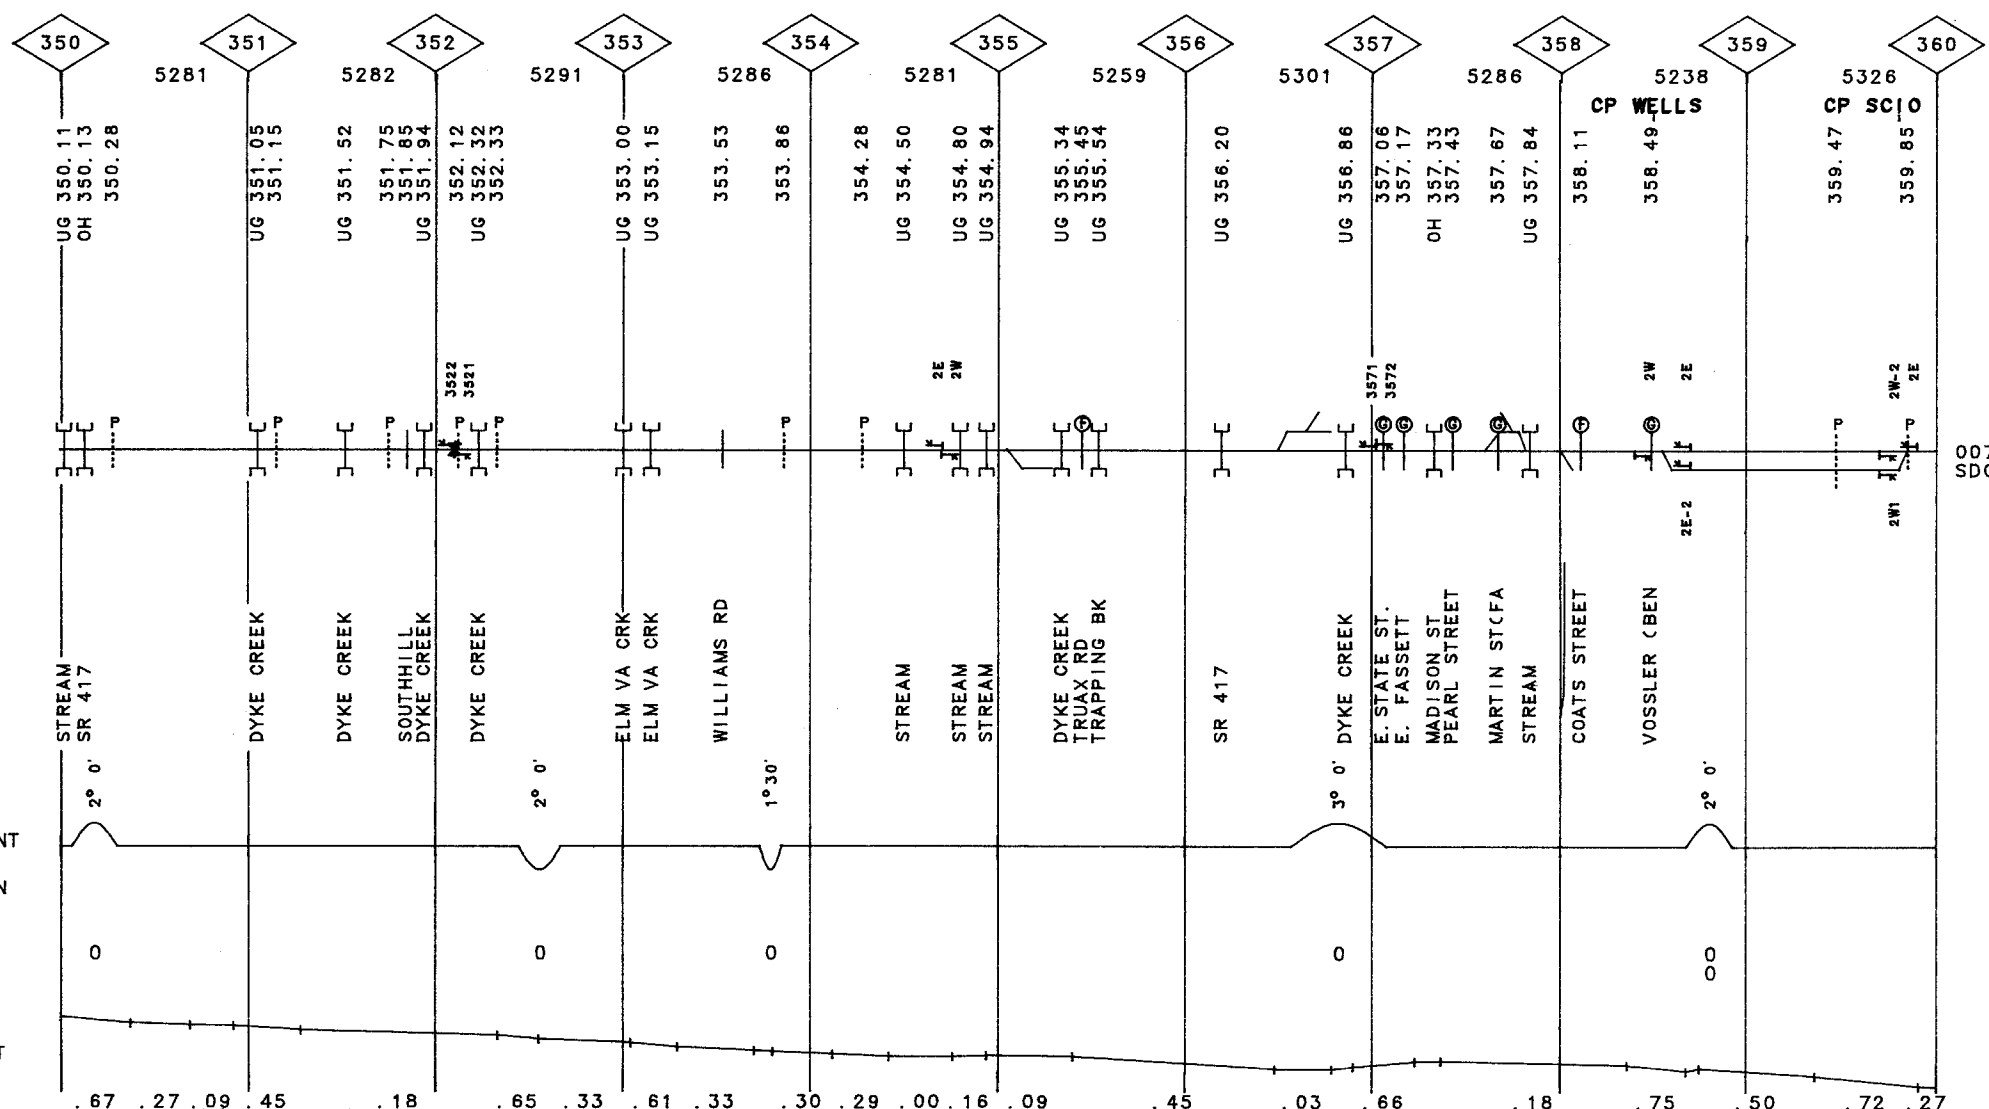 350 351 352 353 354 355 356 357 358 359 360
5281 5282 5291 5286 5281 5259 5301 5286 5238 5326
CP WELLS CP SCIO
UG 350.11
OH 350.13
350.28
UG 351.05
351.15
UG 351.52
351.75
351.85
UG 351.94
352.12
UG 352.32
352.33
UG 353.00
UG 353.15
353.53
353.86
354.28
UG 354.50
UG 354.80
UG 354.94
UG 355.34
355.45
UG 355.54
UG 356.20
UG 356.86
357.06
357.17
OH 357.33
357.43
357.67
UG 357.84
358.11
358.49
359.47
359.85
3522
3521
2E
2W
3571
3572
2W
2E
2W-2
2E
P P P P P P P F G G G G F G P P
007
SD
2E-2
2W1
STREAM
SR 417
DYKE CREEK
DYKE CREEK
SOUTHHILL
DYKE CREEK
DYKE CREEK
ELM VA CRK
ELM VA CRK
WILLIAMS RD
STREAM
STREAM
STREAM
DYKE CREEK
TRUAX RD
TRAPPING BK
SR 417
DYKE CREEK
E. STATE ST.
E. FASSETT
MADISON ST
PEARL STREET
MARTIN ST(FA
STREAM
COATS STREET
VOSSLER (BEN
2° 0' 2° 0' 1°30' 3° 0' 2° 0'
NT
N
0 0 0 0 0
0
T
.67 .27 .09 .45 .18 .65 .33 .61 .33 .30 .29 .00 .16 .09 .45 .03 .66 .18 .75 .50 .72 .27